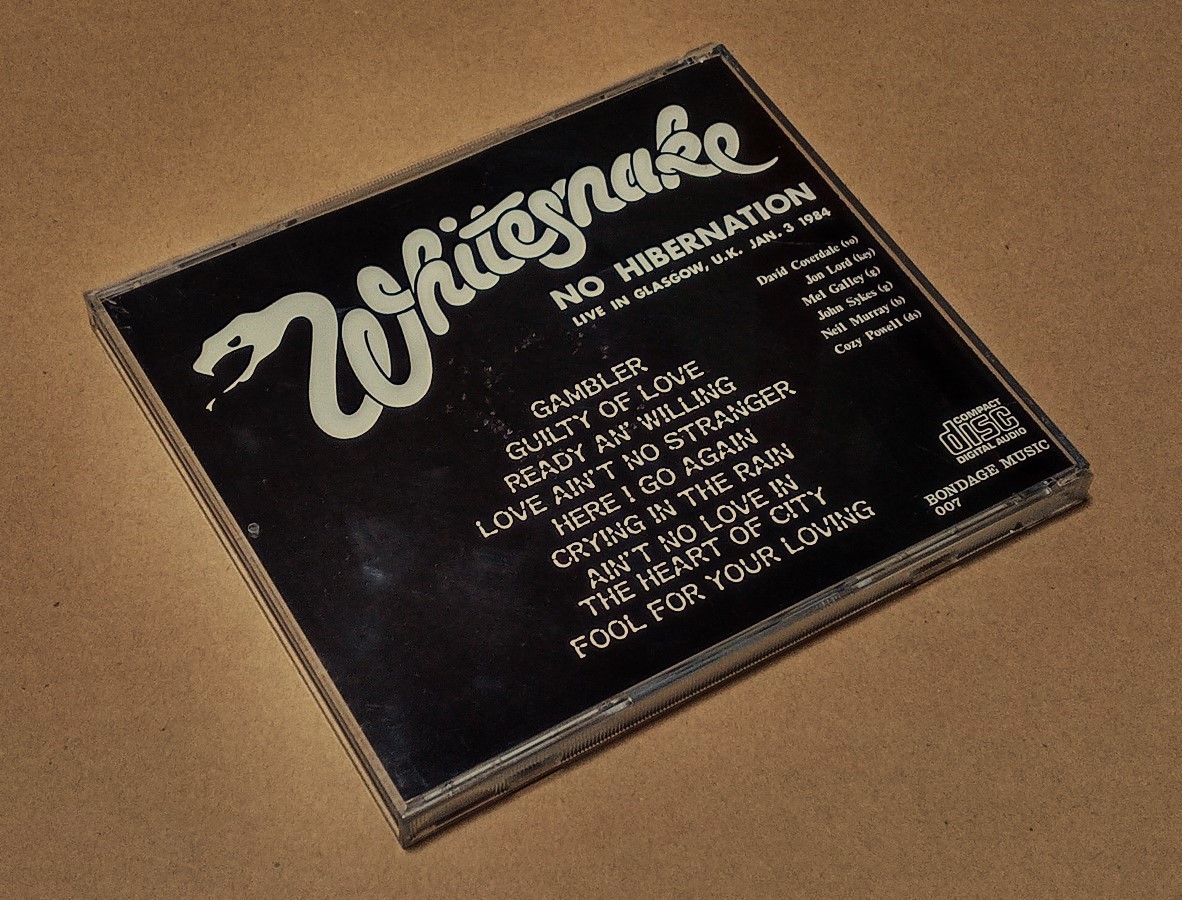 Whitesnake
NO HIBERNATION
LIVE IN GLASGOW, U.K. JAN. 3 1984
David Coverdale (vo)
Jon Lord (key)
Mel Galley (g)
John Sykes (g)
Neil Murray (b)
Cozy Powell (ds)
GAMBLER
GUILTY OF LOVE
READY AN' WILLING
LOVE AIN'T NO STRANGER
HERE I GO AGAIN
CRYING IN THE RAIN
AIN'T NO LOVE IN
THE HEART OF CITY
FOOL FOR YOUR LOVING
COMPACT
disc
DIGITAL AUDIO
BONDAGE MUSIC
007